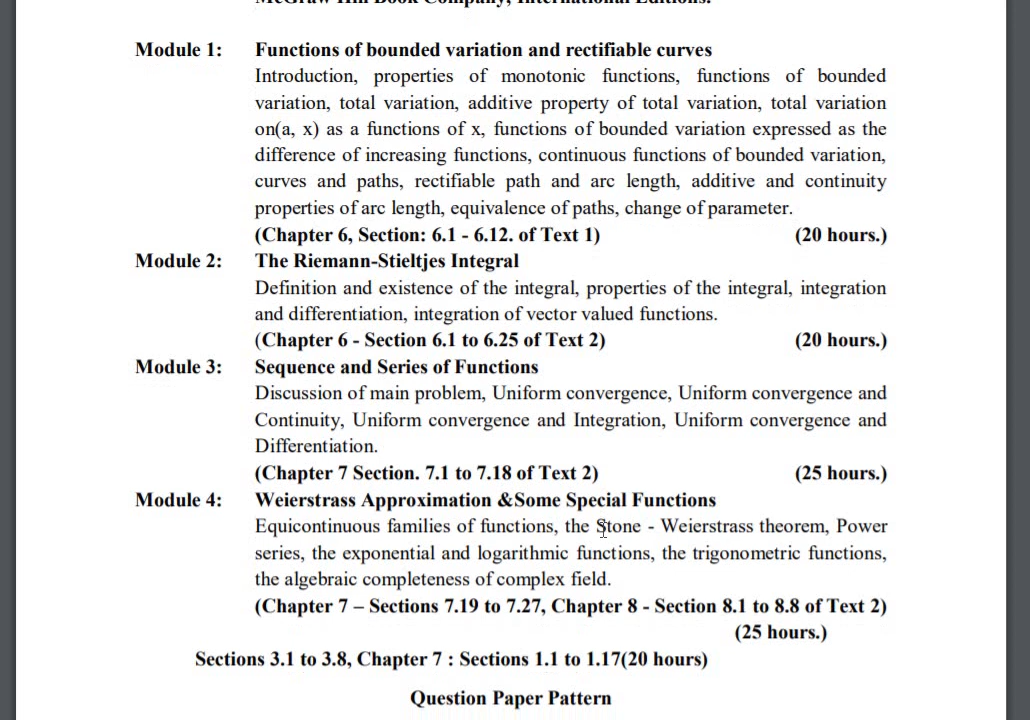 McGraw Hill Book Company, International Editions.
Module 1: Functions of bounded variation and rectifiable curves
Introduction, properties of monotonic functions, functions of bounded
variation, total variation, additive property of total variation, total variation
on(a, x) as a functions of x, functions of bounded variation expressed as the
difference of increasing functions, continuous functions of bounded variation,
curves and paths, rectifiable path and arc length, additive and continuity
properties of arc length, equivalence of paths, change of parameter.
(Chapter 6, Section: 6.1 - 6.12. of Text 1) (20 hours.)
Module 2: The Riemann-Stieltjes Integral
Definition and existence of the integral, properties of the integral, integration
and differentiation, integration of vector valued functions.
(Chapter 6 - Section 6.1 to 6.25 of Text 2) (20 hours.)
Module 3: Sequence and Series of Functions
Discussion of main problem, Uniform convergence, Uniform convergence and
Continuity, Uniform convergence and Integration, Uniform convergence and
Differentiation.
(Chapter 7 Section. 7.1 to 7.18 of Text 2) (25 hours.)
Module 4: Weierstrass Approximation &Some Special Functions
Equicontinuous families of functions, the Stone - Weierstrass theorem, Power
series, the exponential and logarithmic functions, the trigonometric functions,
the algebraic completeness of complex field.
(Chapter 7 – Sections 7.19 to 7.27, Chapter 8 - Section 8.1 to 8.8 of Text 2)
(25 hours.)
Sections 3.1 to 3.8, Chapter 7 : Sections 1.1 to 1.17(20 hours)
Question Paper Pattern